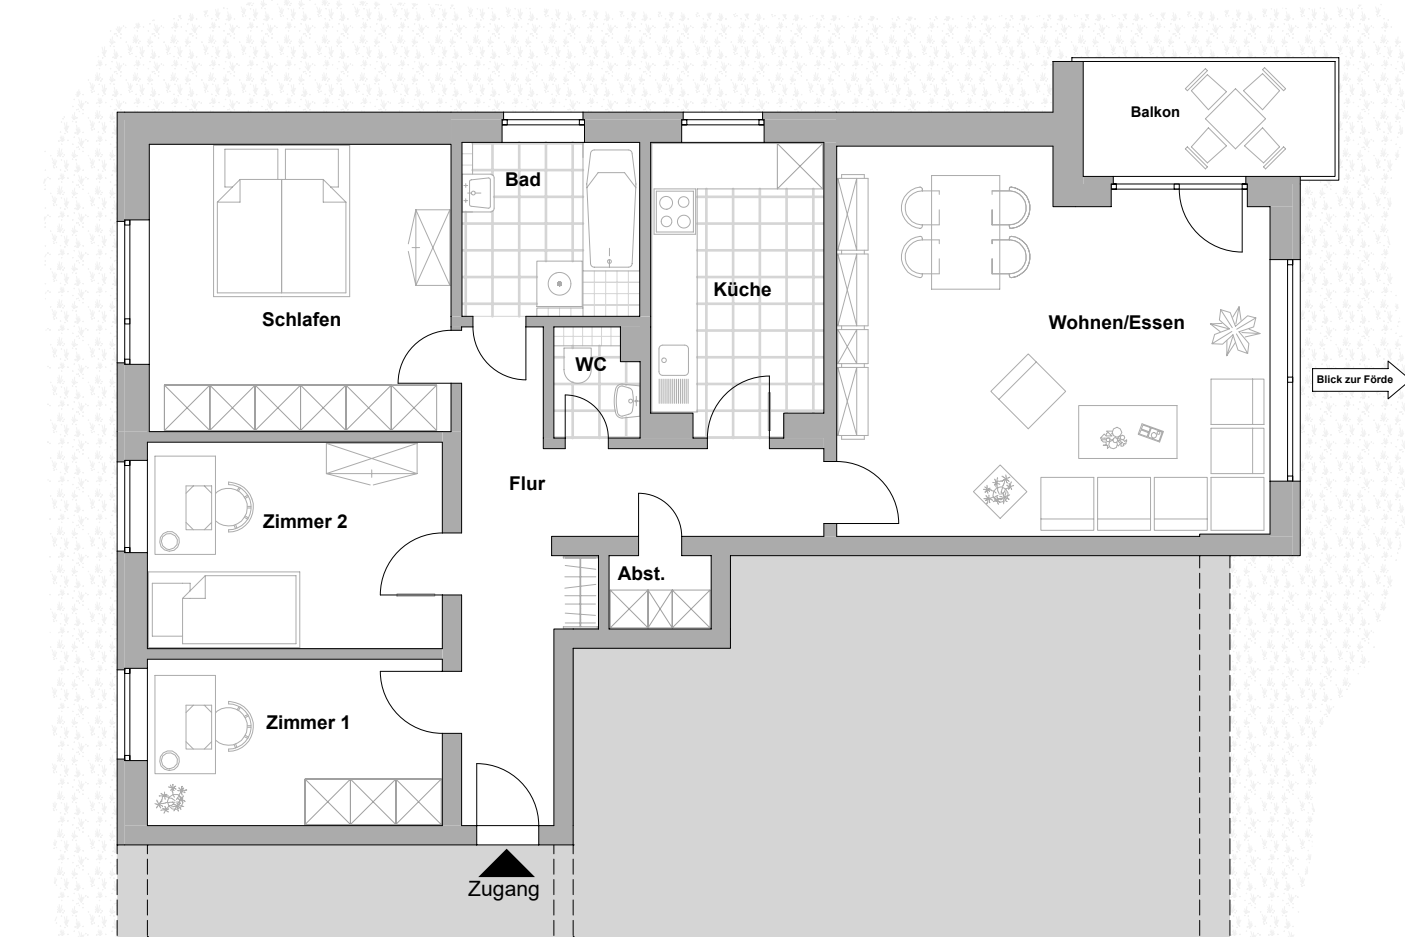 Balkon
Bad
Küche
Schlafen
Wohnen/Essen
WC
Blick zur Förde
Flur
Zimmer 2
Abst.
Zimmer 1
Zugang